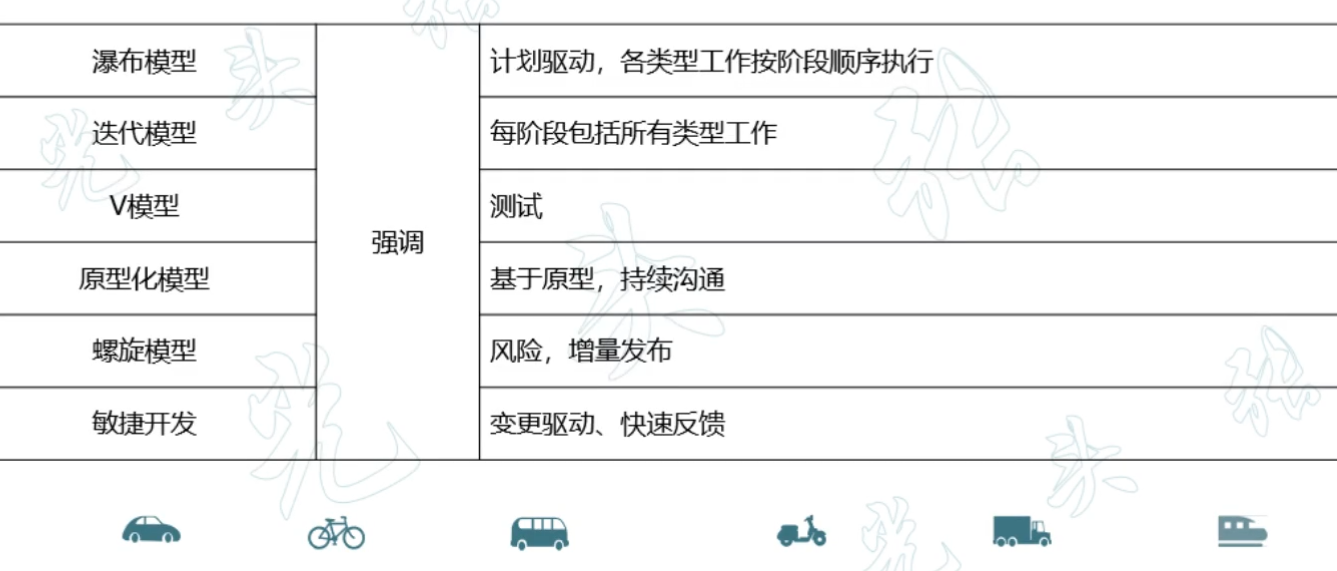 瀑布模型 计划驱动，各类型工作按阶段顺序执行
迭代模型 每阶段包括所有类型工作
V模型 测试
强调
原型化模型 基于原型，持续沟通
螺旋模型 风险，增量发布
敏捷开发 变更驱动、快速反馈
光头张